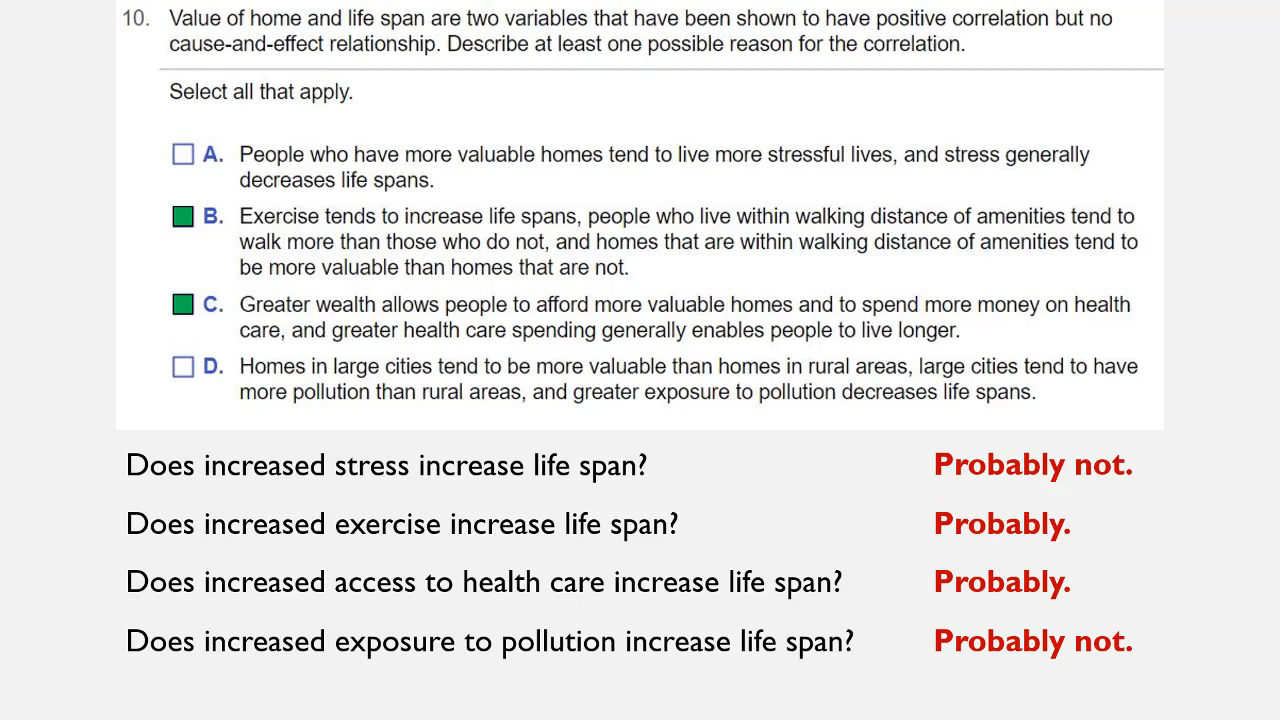 10. Value of home and life span are two variables that have been shown to have positive correlation but no
cause-and-effect relationship. Describe at least one possible reason for the correlation.
Select all that apply.
A. People who have more valuable homes tend to live more stressful lives, and stress generally
decreases life spans.
B. Exercise tends to increase life spans, people who live within walking distance of amenities tend to
walk more than those who do not, and homes that are within walking distance of amenities tend to
be more valuable than homes that are not.
C. Greater wealth allows people to afford more valuable homes and to spend more money on health
care, and greater health care spending generally enables people to live longer.
D. Homes in large cities tend to be more valuable than homes in rural areas, large cities tend to have
more pollution than rural areas, and greater exposure to pollution decreases life spans.
Does increased stress increase life span? Probably not.
Does increased exercise increase life span? Probably.
Does increased access to health care increase life span? Probably.
Does increased exposure to pollution increase life span? Probably not.